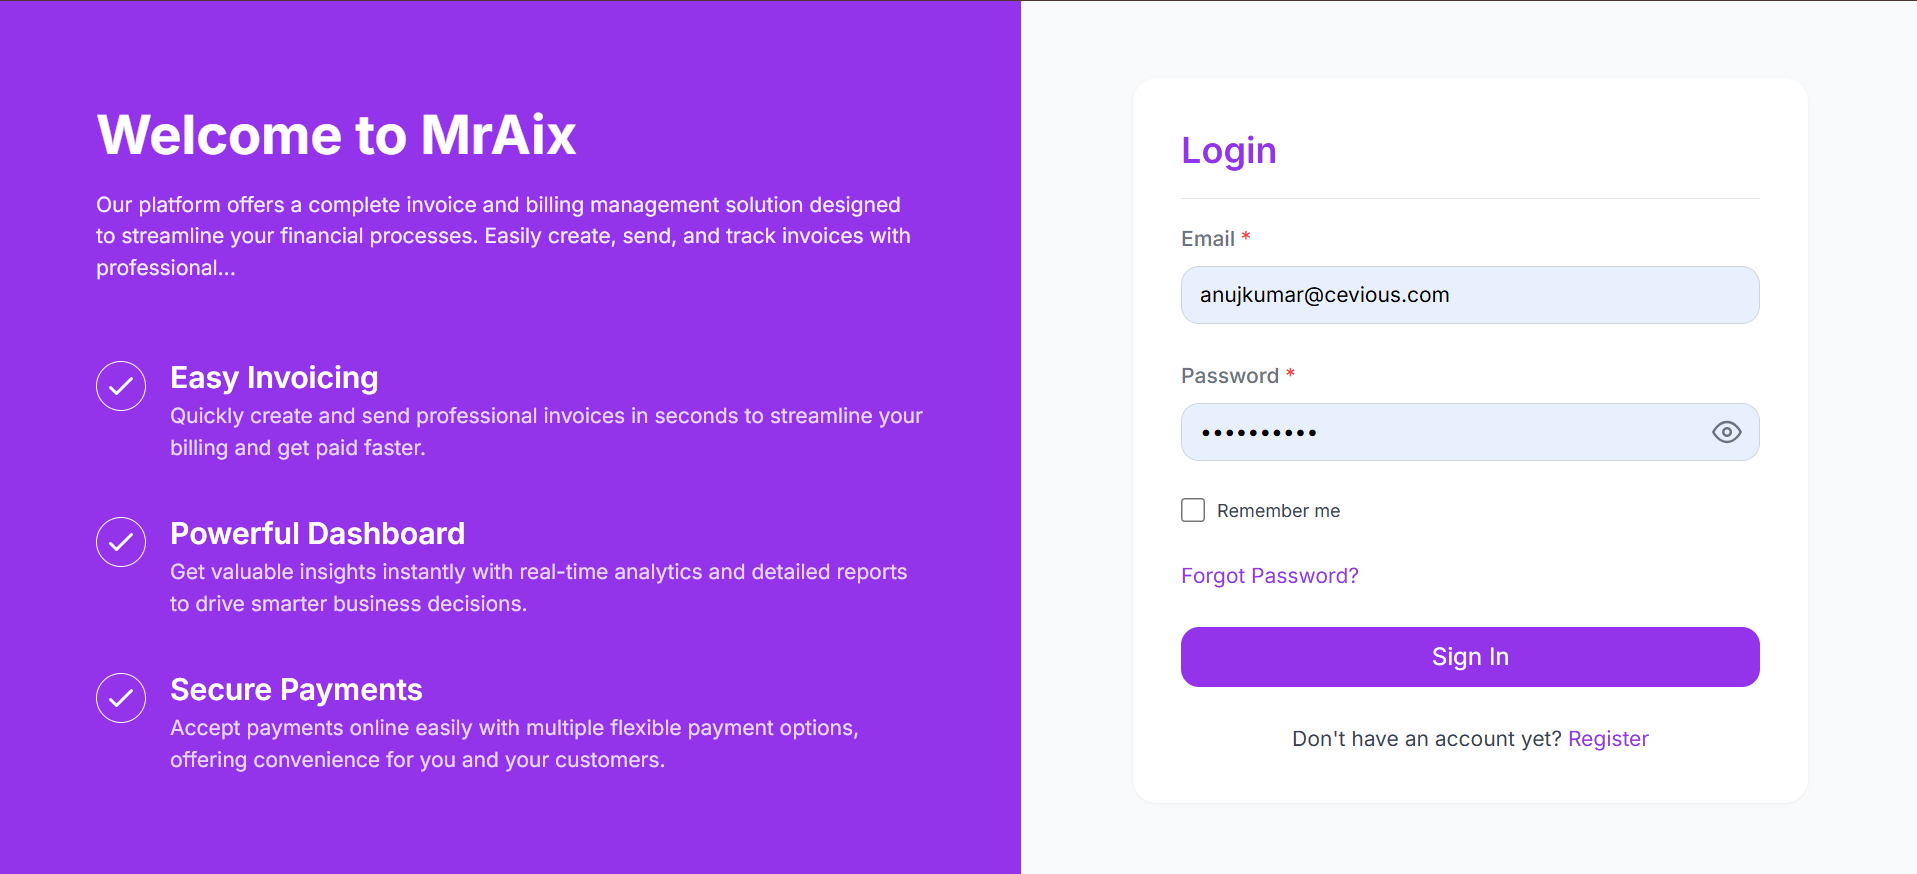 Welcome to MrAix
Our platform offers a complete invoice and billing management solution designed
to streamline your financial processes. Easily create, send, and track invoices with
professional...
Easy Invoicing
Quickly create and send professional invoices in seconds to streamline your
billing and get paid faster.
Powerful Dashboard
Get valuable insights instantly with real-time analytics and detailed reports
to drive smarter business decisions.
Secure Payments
Accept payments online easily with multiple flexible payment options,
offering convenience for you and your customers.
Login
Email *
anujkumar@cevious.com
Password *
••••••••••
Remember me
Forgot Password?
Sign In
Don't have an account yet? Register